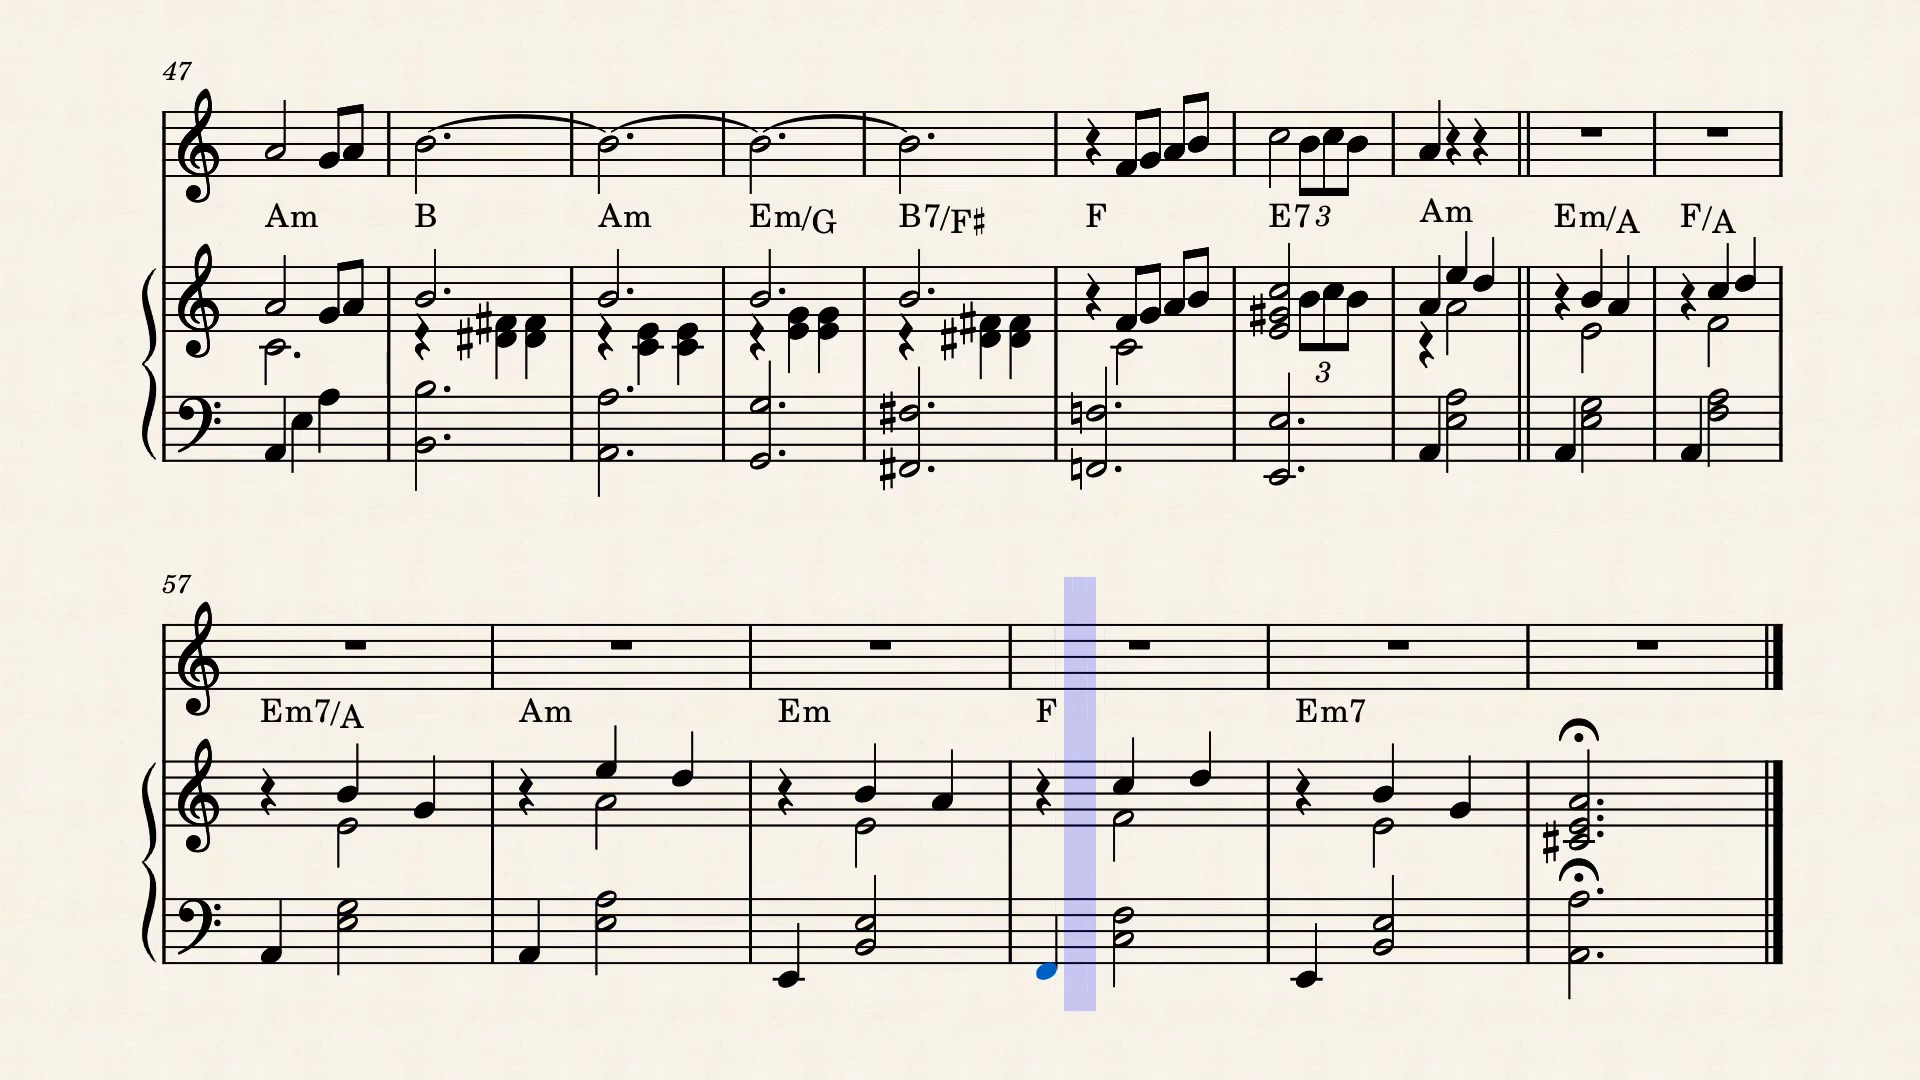 47
Am B Am Em/G B7/F♯ F E7 3 Am Em/A F/A
3
57
Em7/A Am Em F Em7